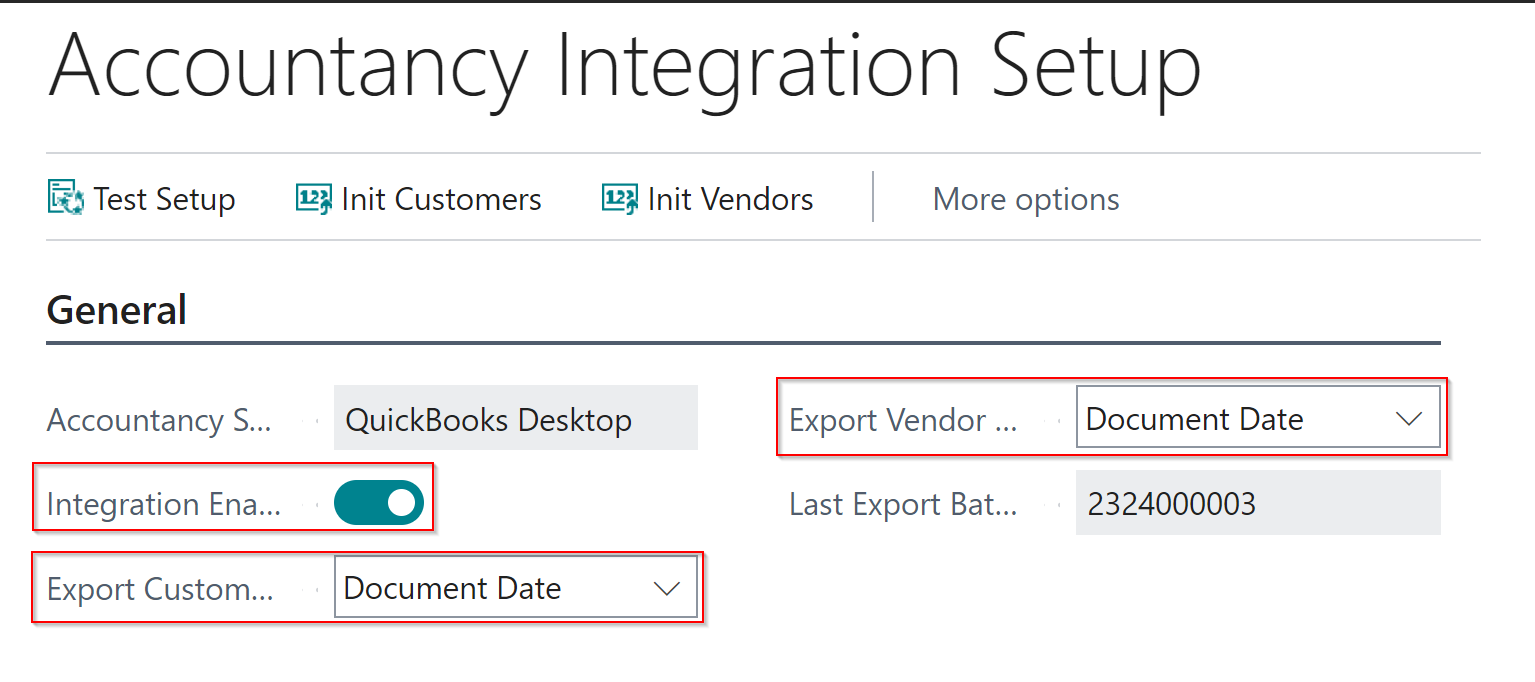 Accountancy Integration Setup
Test Setup Init Customers Init Vendors More options
General
Accountancy S... QuickBooks Desktop
Integration Ena...
Export Custom... Document Date
Export Vendor ... Document Date
Last Export Bat... 2324000003